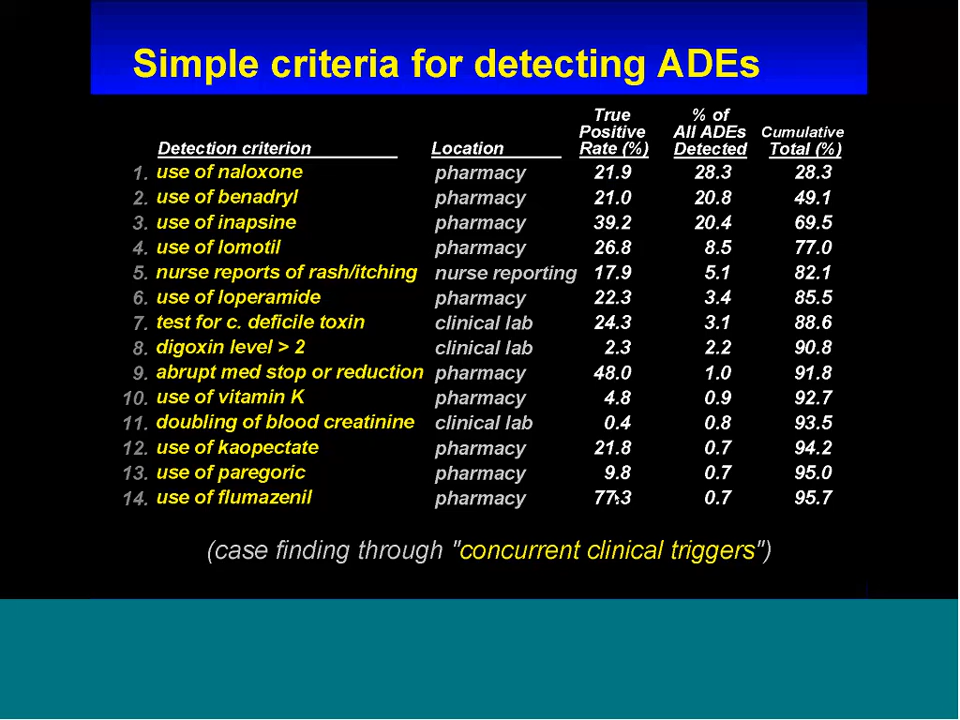 Simple criteria for detecting ADEs
Detection criterion Location True Positive Rate (%) % of All ADEs Detected Cumulative Total (%)
1. use of naloxone pharmacy 21.9 28.3 28.3
2. use of benadryl pharmacy 21.0 20.8 49.1
3. use of inapsine pharmacy 39.2 20.4 69.5
4. use of lomotil pharmacy 26.8 8.5 77.0
5. nurse reports of rash/itching nurse reporting 17.9 5.1 82.1
6. use of loperamide pharmacy 22.3 3.4 85.5
7. test for c. deficile toxin clinical lab 24.3 3.1 88.6
8. digoxin level > 2 clinical lab 2.3 2.2 90.8
9. abrupt med stop or reduction pharmacy 48.0 1.0 91.8
10. use of vitamin K pharmacy 4.8 0.9 92.7
11. doubling of blood creatinine clinical lab 0.4 0.8 93.5
12. use of kaopectate pharmacy 21.8 0.7 94.2
13. use of paregoric pharmacy 9.8 0.7 95.0
14. use of flumazenil pharmacy 77.3 0.7 95.7
(case finding through "concurrent clinical triggers")